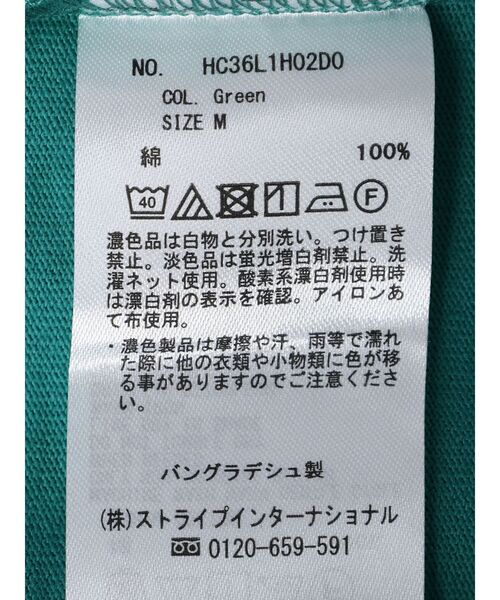 NO. HC36L1H02D0
COL. Green
SIZE M
綿 100%
40 F
濃色品は白物と分別洗い。つけ置き
禁止。淡色品は蛍光増白剤禁止。洗
濯ネット使用。酸素系漂白剤使用時
は漂白剤の表示を確認。アイロンあ
て布使用。
・濃色製品は摩擦や汗、雨等で濡れ
た際に他の衣類や小物類に色が移
る事がありますのでご注意くださ
い。
バングラデシュ製
(株)ストライプインターナショナル
0120-659-591